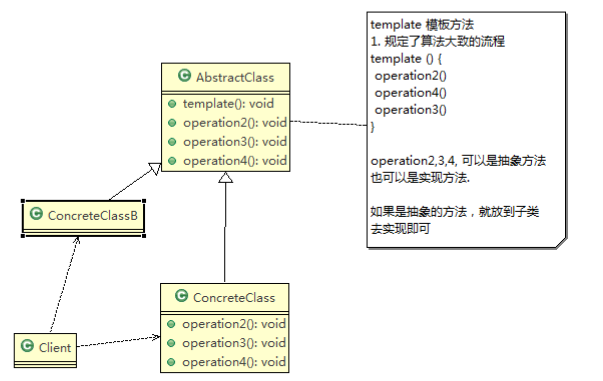 template 模板方法
1. 规定了算法大致的流程
template () {
operation2()
operation4()
operation3()
}
operation2,3,4, 可以是抽象方法
也可以是实现方法.
如果是抽象的方法，就放到子类
去实现即可
C AbstractClass
template(): void
operation2(): void
operation3(): void
operation4(): void
C ConcreteClassB
C ConcreteClass
operation2(): void
operation3(): void
operation4(): void
C Client